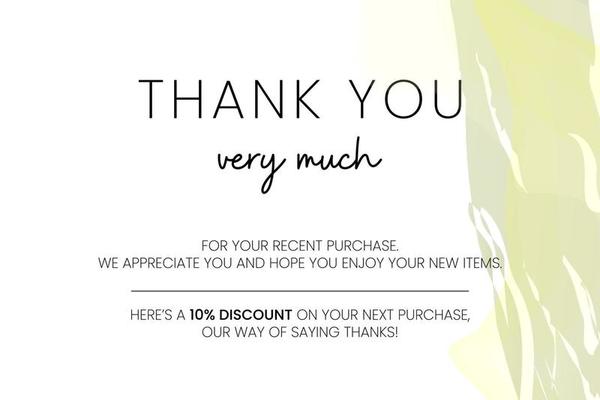 THANK YOU
very much
FOR YOUR RECENT PURCHASE.
WE APPRECIATE YOU AND HOPE YOU ENJOY YOUR NEW ITEMS.
HERE'S A 10% DISCOUNT ON YOUR NEXT PURCHASE,
OUR WAY OF SAYING THANKS!